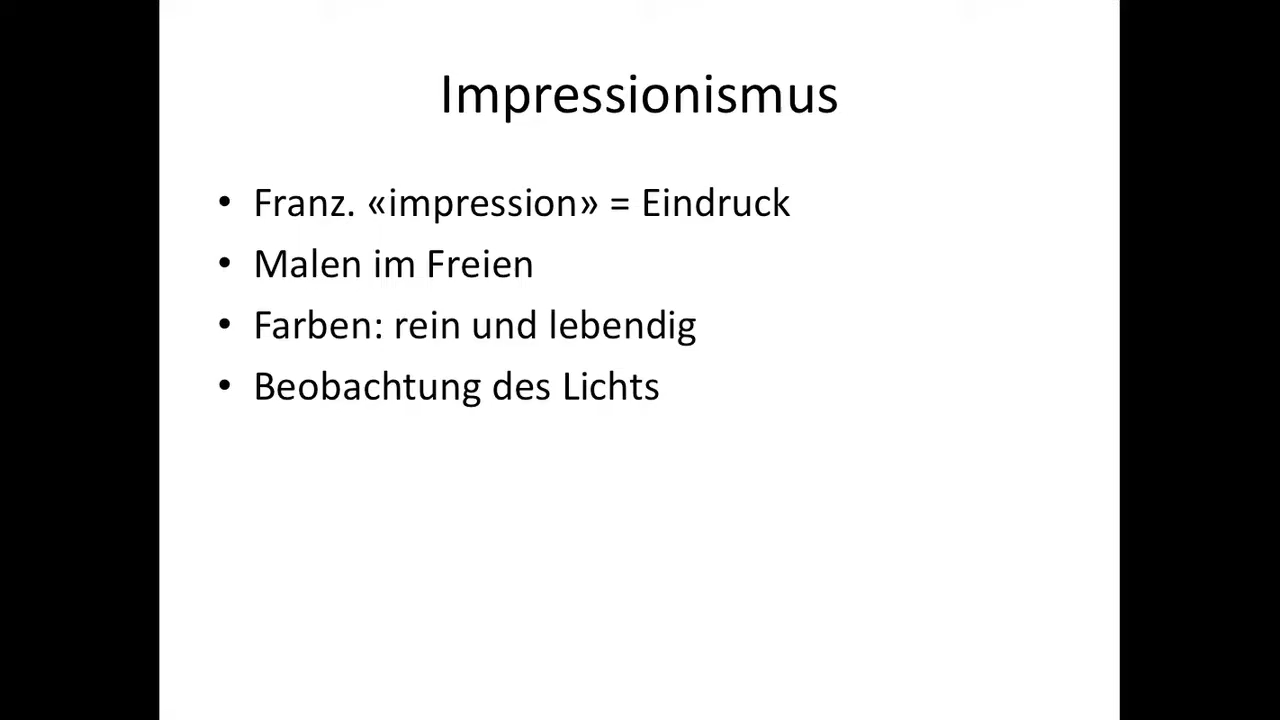 Impressionismus
• Franz. «impression» = Eindruck
• Malen im Freien
• Farben: rein und lebendig
• Beobachtung des Lichts